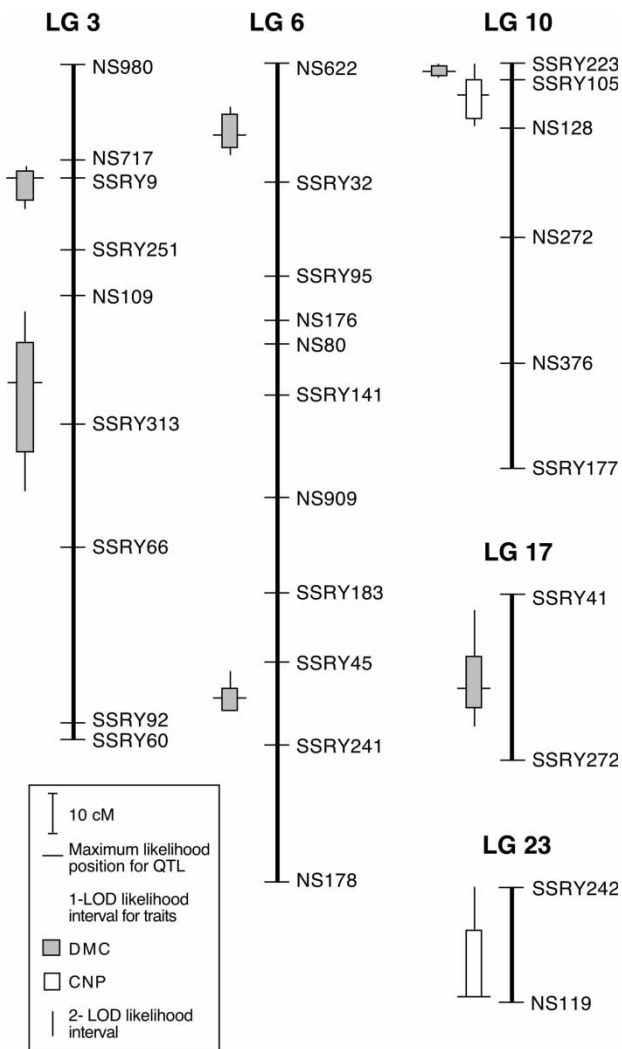 LG 3
NS980
NS717
SSRY9
SSRY251
NS109
SSRY313
SSRY66
SSRY92
SSRY60
LG 6
NS622
SSRY32
SSRY95
NS176
NS80
SSRY141
NS909
SSRY183
SSRY45
SSRY241
NS178
LG 10
SSRY223
SSRY105
NS128
NS272
NS376
SSRY177
LG 17
SSRY41
SSRY272
LG 23
SSRY242
NS119
10 cM
Maximum likelihood
position for QTL
1-LOD likelihood
interval for traits
DMC
CNP
2- LOD likelihood
interval